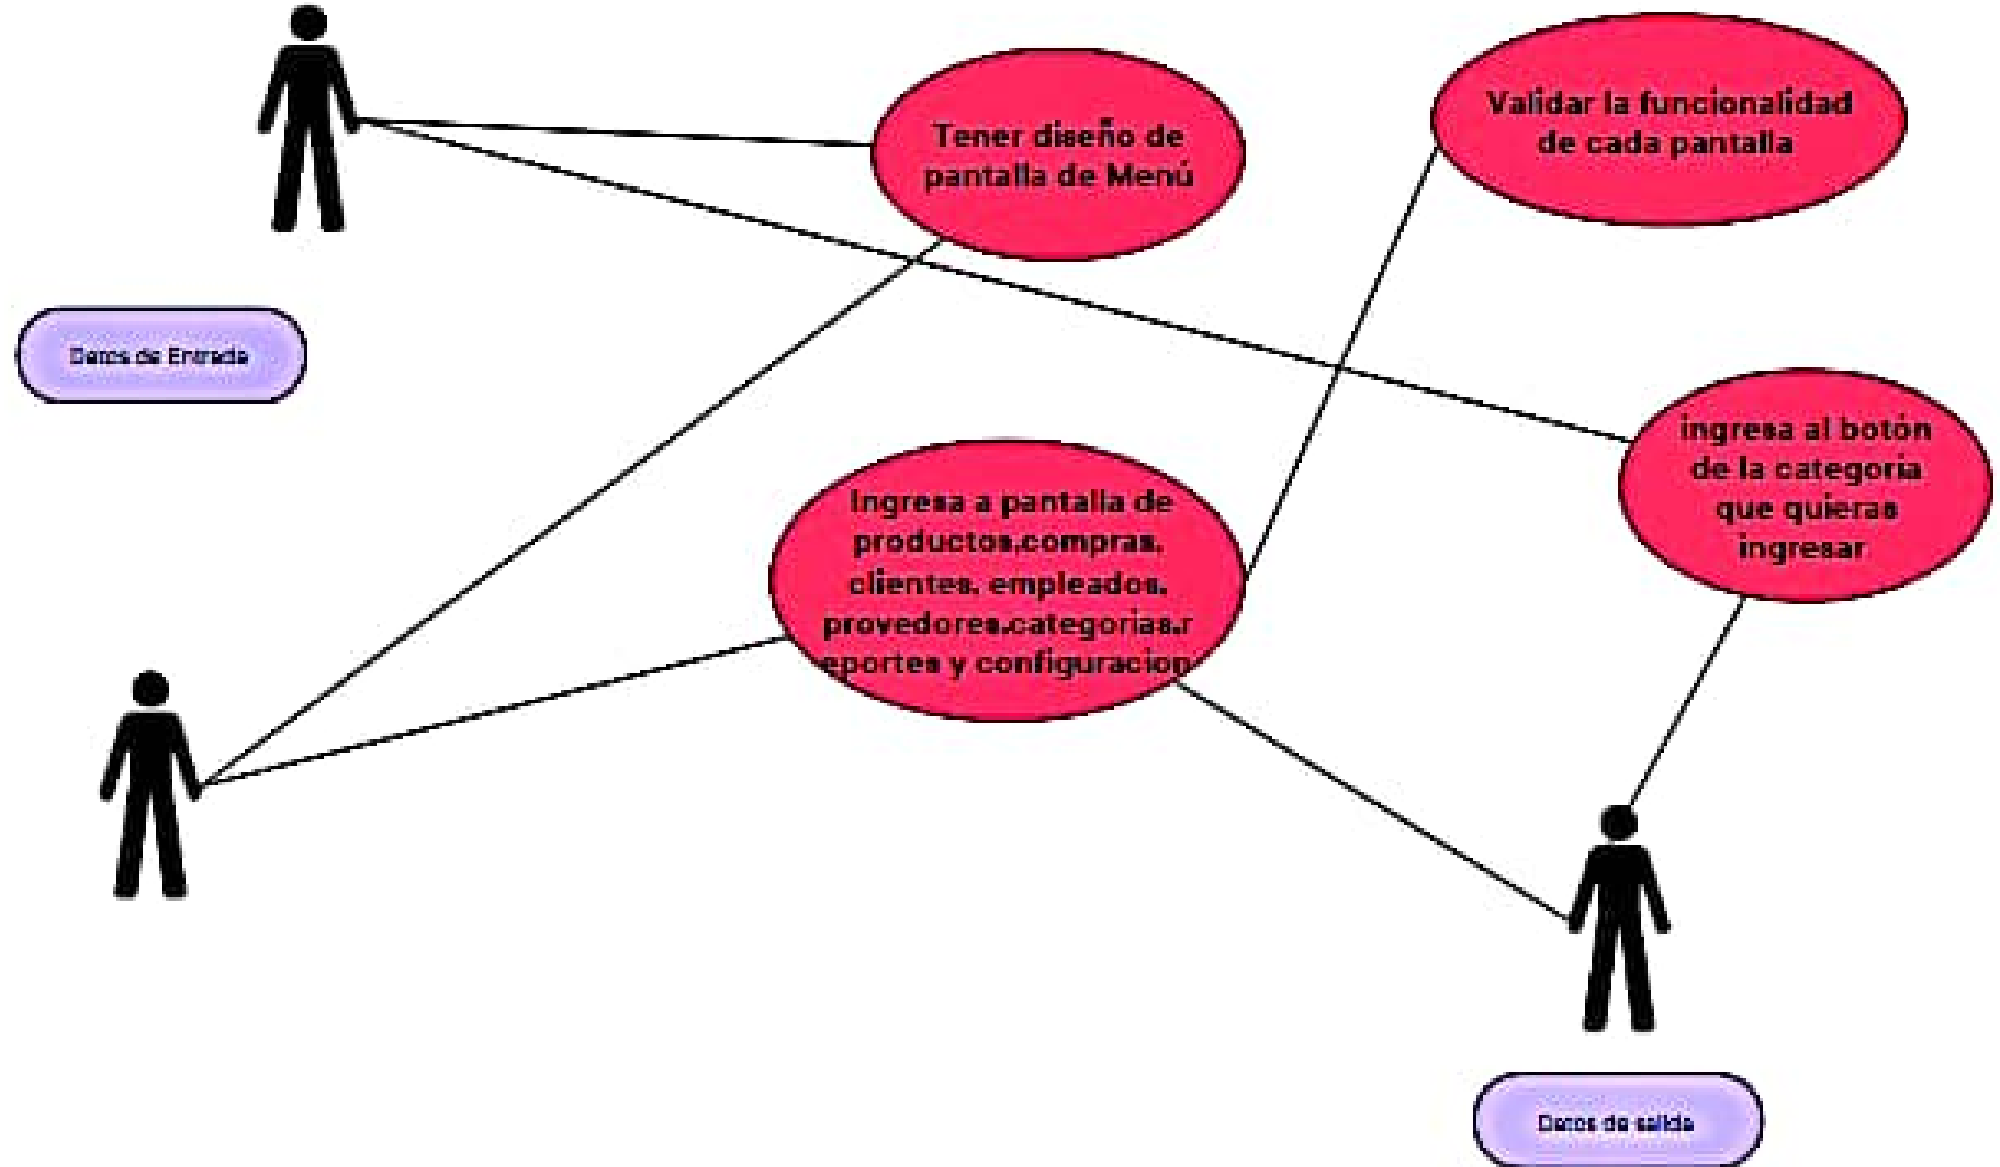 Tener diseño de
pantalla de Menú
Validar la funcionalidad
de cada pantalla
Datos de Entrada
ingresa al botón
de la categoria
que quieras
ingresar
Ingresa a pantalla de
productos,compras,
clientes, empleados,
provedores,categorias,r
eportes y configuracion
Datos de salida